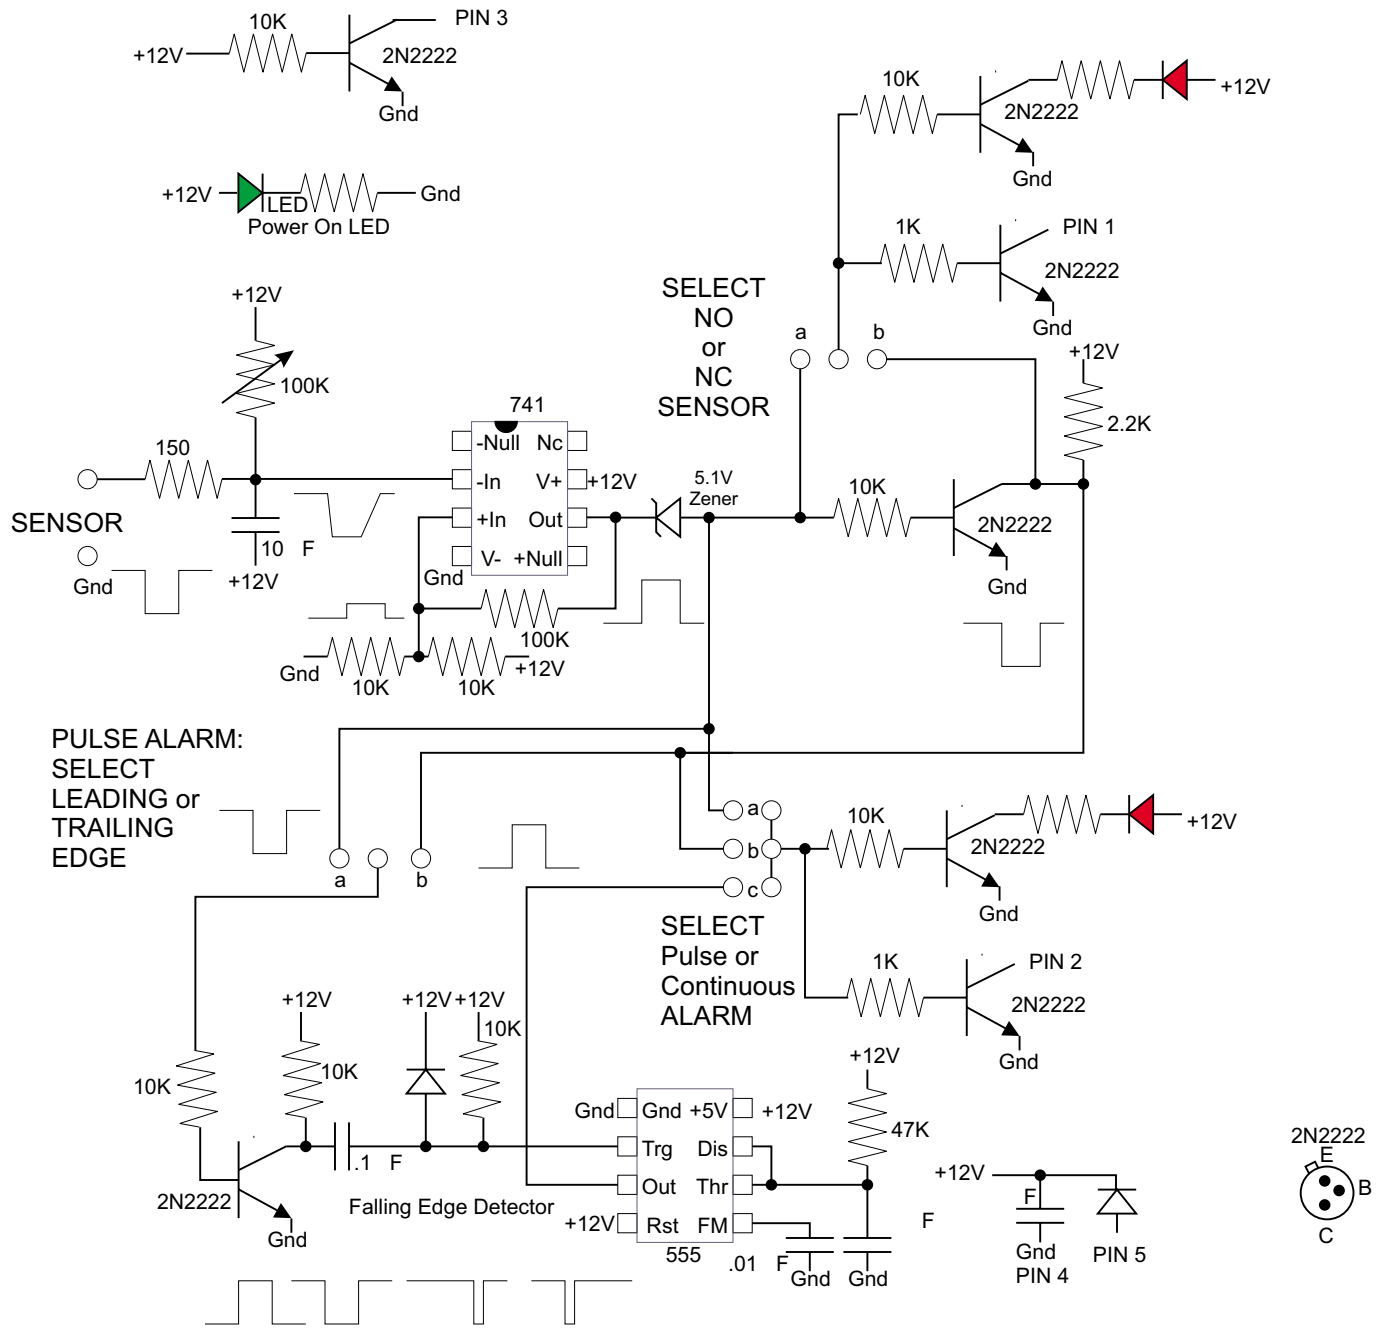 10K
PIN 3
+12V
2N2222
Gnd
+12V
LED
Gnd
Power On LED
10K
2N2222
+12V
Gnd
1K
PIN 1
2N2222
Gnd
SELECT
NO
or
NC
SENSOR
a
b
+12V
2.2K
+12V
100K
150
SENSOR
Gnd
10 F
+12V
741
-Null Nc
-In V+
+12V
+In Out
V- +Null
Gnd
100K
Gnd
10K
10K
+12V
5.1V
Zener
10K
2N2222
Gnd
PULSE ALARM:
SELECT
LEADING or
TRAILING
EDGE
a
b
a
b
c
10K
2N2222
+12V
Gnd
SELECT
Pulse or
Continuous
ALARM
1K
PIN 2
2N2222
Gnd
+12V
10K
10K
2N2222
Gnd
.1 F
+12V
+12V
10K
Falling Edge Detector
Gnd
Gnd +5V
+12V
Trg Dis
Out Thr
+12V
Rst FM
555
.01 F
Gnd
Gnd
+12V
47K
F
+12V
F
Gnd
PIN 4
PIN 5
2N2222
E
B
C